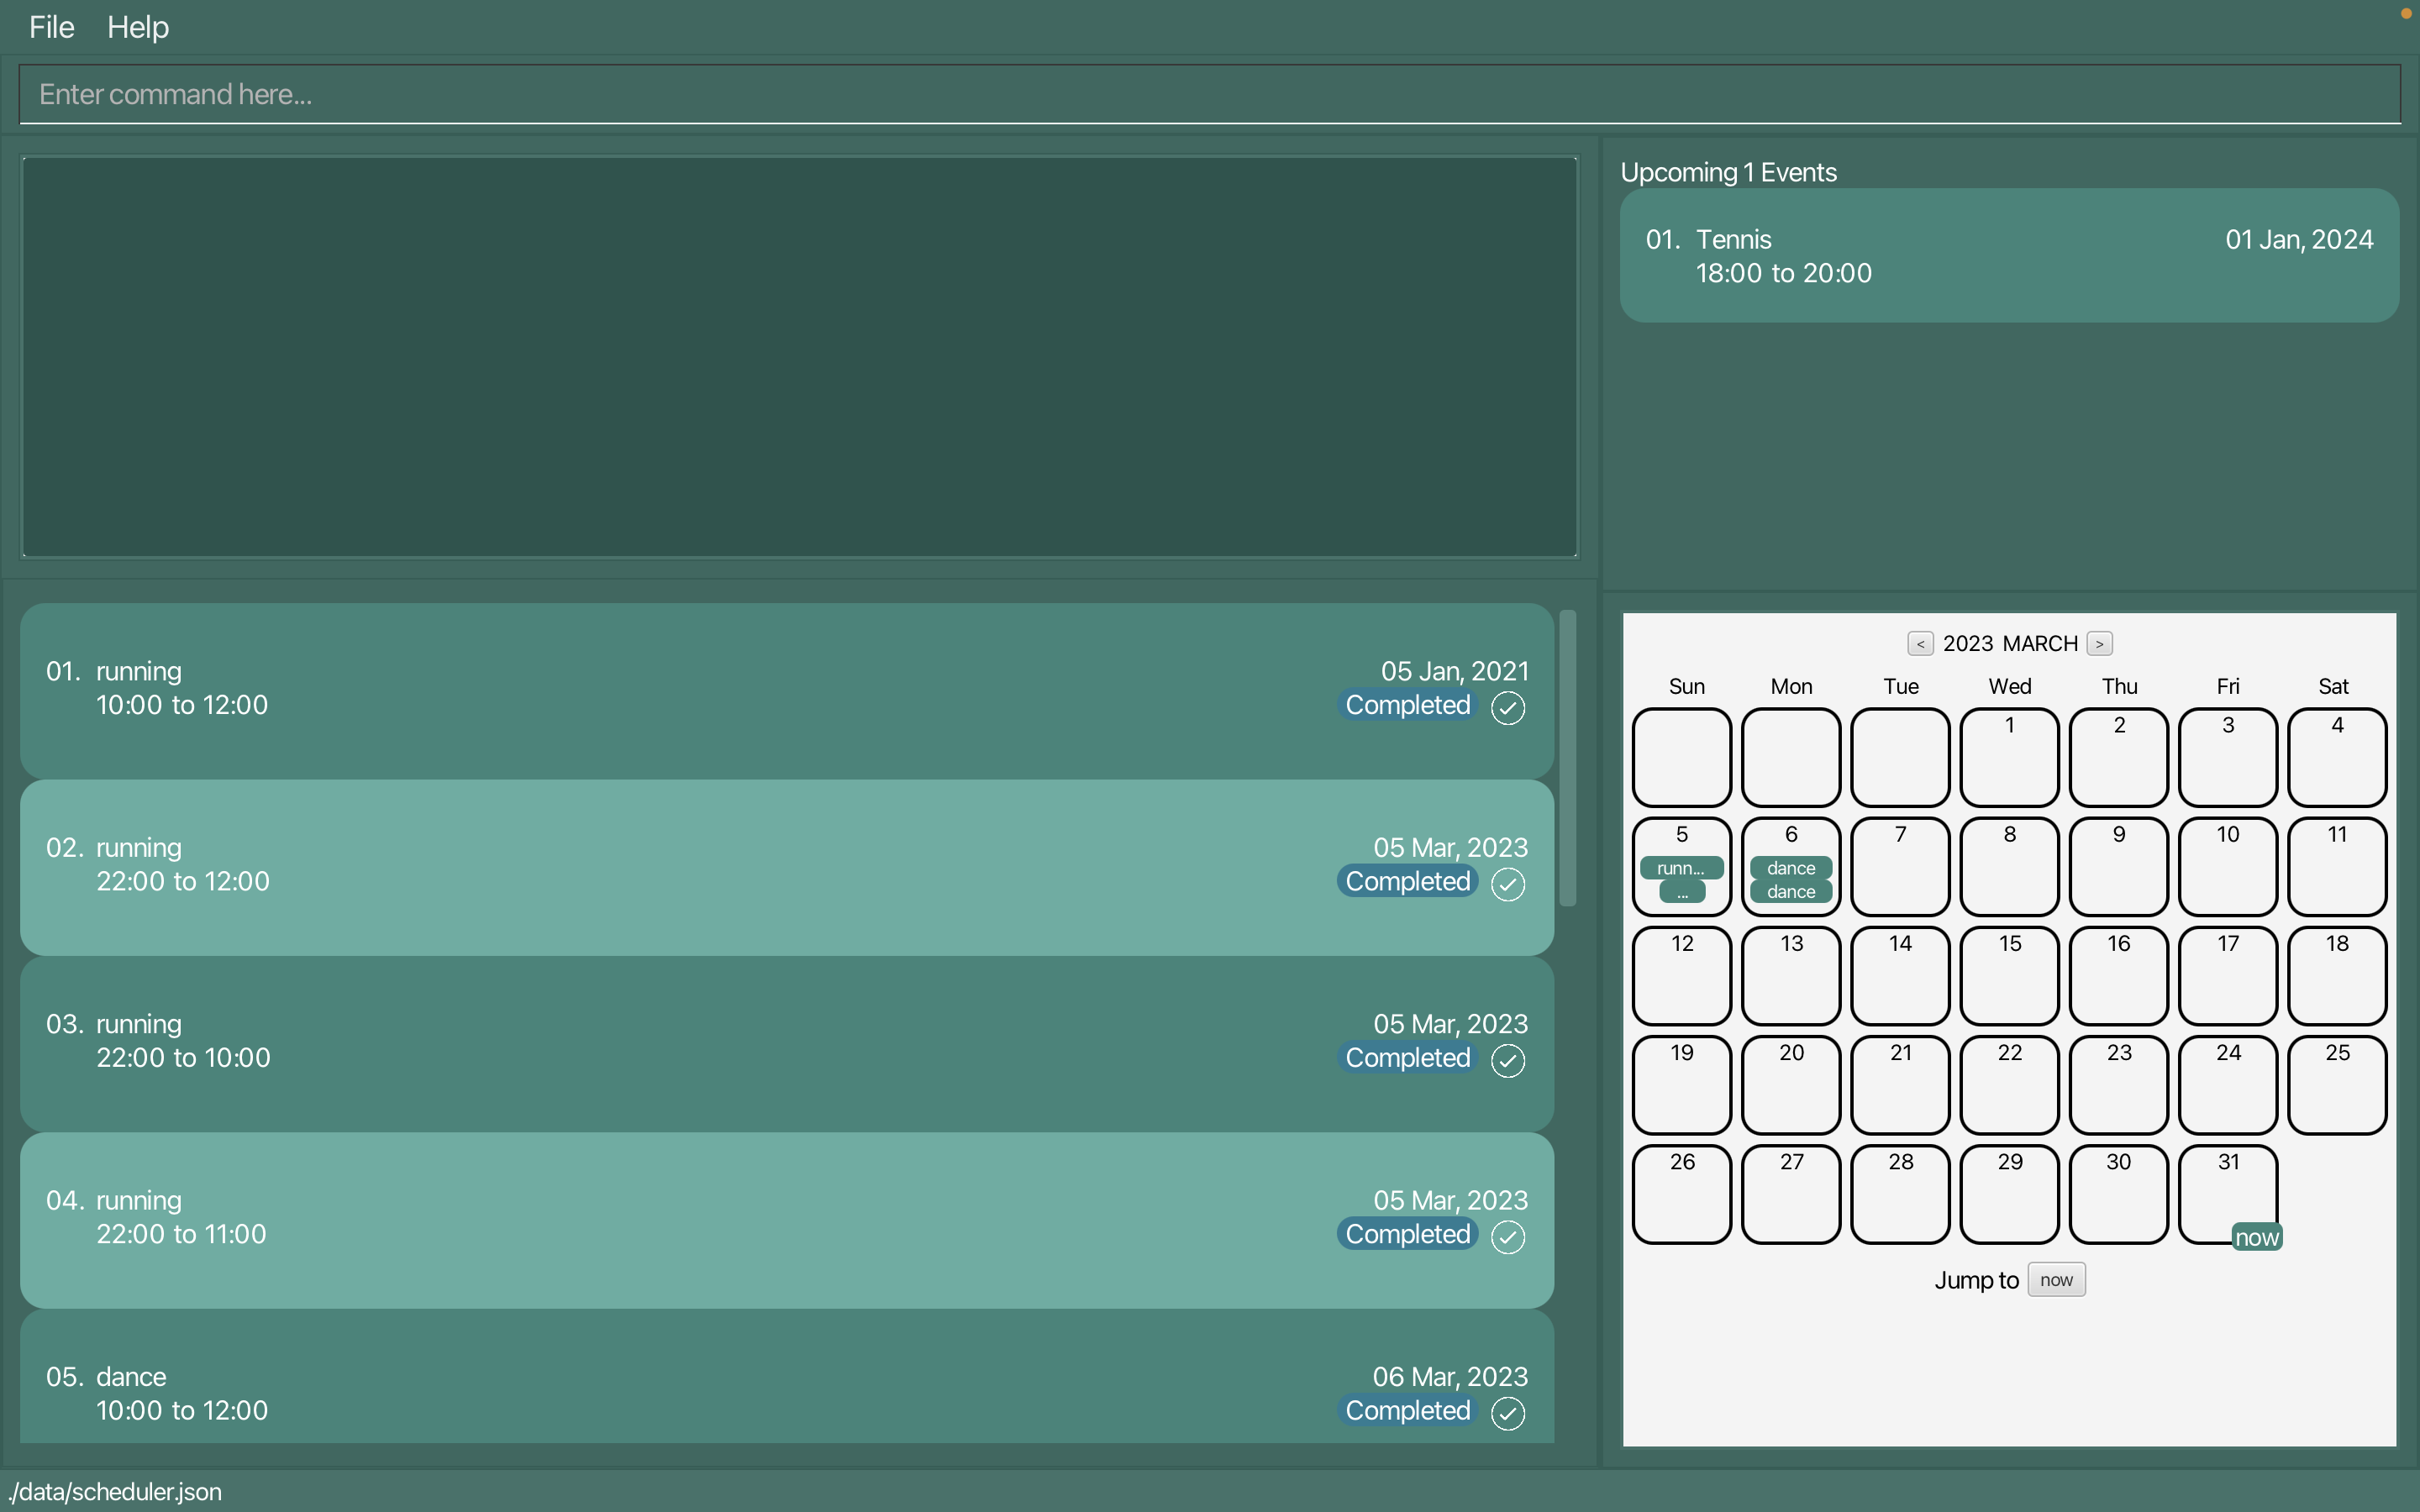 File Help
Enter command here...
Upcoming 1 Events
01. Tennis 01 Jan, 2024
18:00 to 20:00
01. running 05 Jan, 2021
10:00 to 12:00 Completed
02. running 05 Mar, 2023
22:00 to 12:00 Completed
03. running 05 Mar, 2023
22:00 to 10:00 Completed
04. running 05 Mar, 2023
22:00 to 11:00 Completed
05. dance 06 Mar, 2023
10:00 to 12:00 Completed
< 2023 MARCH >
Sun Mon Tue Wed Thu Fri Sat
1 2 3 4
5 6 7 8 9 10 11
runn... dance
... dance
12 13 14 15 16 17 18
19 20 21 22 23 24 25
26 27 28 29 30 31
now
Jump to now
./data/scheduler.json